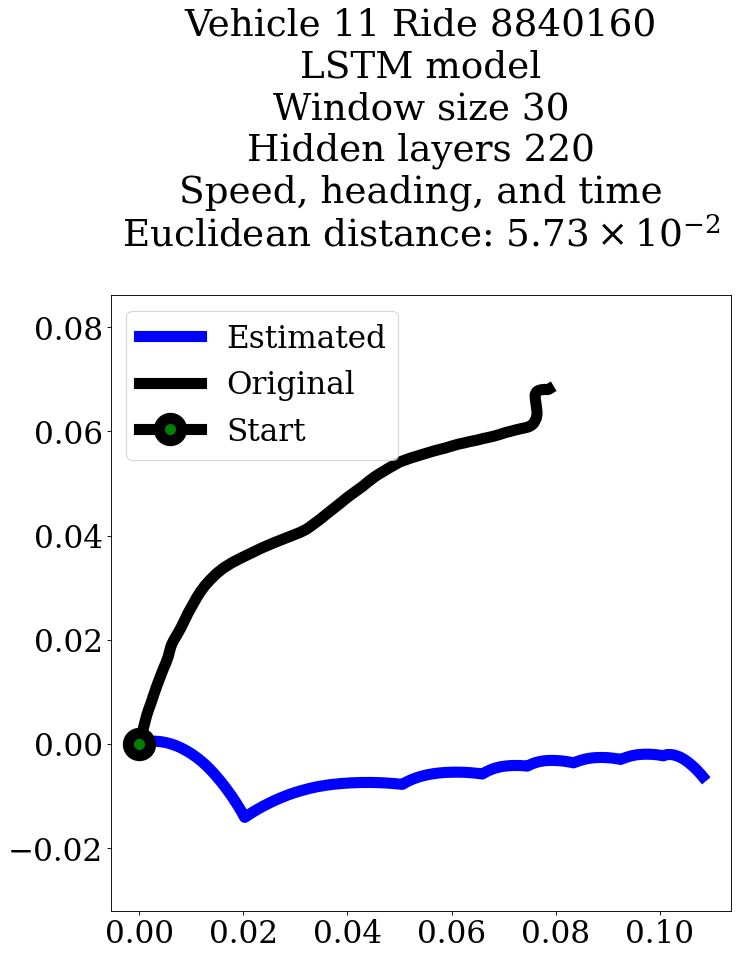 Vehicle 11 Ride 8840160
LSTM model
Window size 30
Hidden layers 220
Speed, heading, and time
Euclidean distance: 5.73 × 10⁻²
Estimated
Original
Start
0.08
0.06
0.04
0.02
0.00
−0.02
0.00 0.02 0.04 0.06 0.08 0.10